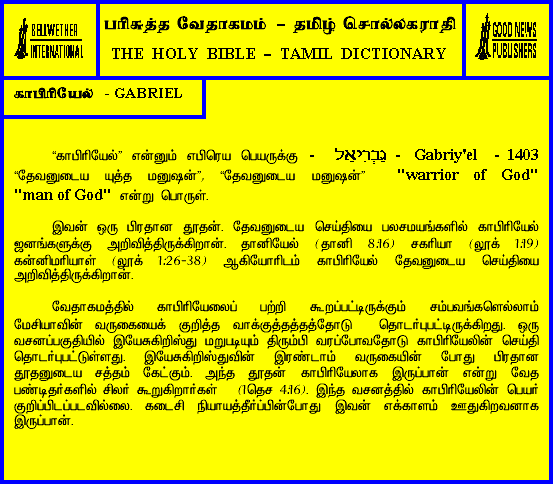 BELLWETHER
INTERNATIONAL
பரிசுத்த வேதாகமம் – தமிழ் சொல்லகராதி
THE HOLY BIBLE – TAMIL DICTIONARY
GOOD NEWS
PUBLISHERS
காபிரியேல் - GABRIEL
“காபிரியேல்” என்னும் எபிரெய பெயருக்கு - גַּבְרִיאֵל - Gabriy'el - 1403
“தேவனுடைய யுத்த மனுஷன்”, “தேவனுடைய மனுஷன்” "warrior of God"
"man of God" என்று பொருள்.
இவன் ஒரு பிரதான தூதன். தேவனுடைய செய்தியை பலசமயங்களில் காபிரியேல்
ஜனங்களுக்கு அறிவித்திருக்கிறான். தானியேல் (தானி 8:16) சகரியா (லூக் 1:19)
கன்னிமரியாள் (லூக் 1:26-38) ஆகியோரிடம் காபிரியேல் தேவனுடைய செய்தியை
அறிவித்திருக்கிறான்.
வேதாகமத்தில் காபிரியேலைப் பற்றி கூறப்பட்டிருக்கும் சம்பவங்களெல்லாம்
மேசியாவின் வருகையைக் குறித்த வாக்குத்தத்தத்தோடு தொடர்புபட்டிருக்கிறது. ஒரு
வசனப்பகுதியில் இயேசுகிறிஸ்து மறுபடியும் திரும்பி வரப்போவதோடு காபிரியேலின் செய்தி
தொடர்புபட்டுள்ளது. இயேசுகிறிஸ்துவின் இரண்டாம் வருகையின் போது பிரதான
தூதனுடைய சத்தம் கேட்கும். அந்த தூதன் காபிரியேலாக இருப்பான் என்று வேத
பண்டிதர்களில் சிலர் கூறுகிறார்கள் (1தெச 4:16). இந்த வசனத்தில் காபிரியேலின் பெயர்
குறிப்பிடப்படவில்லை. கடைசி நியாயத்தீர்ப்பின்போது இவன் எக்காளம் ஊதுகிறவனாக
இருப்பான்.